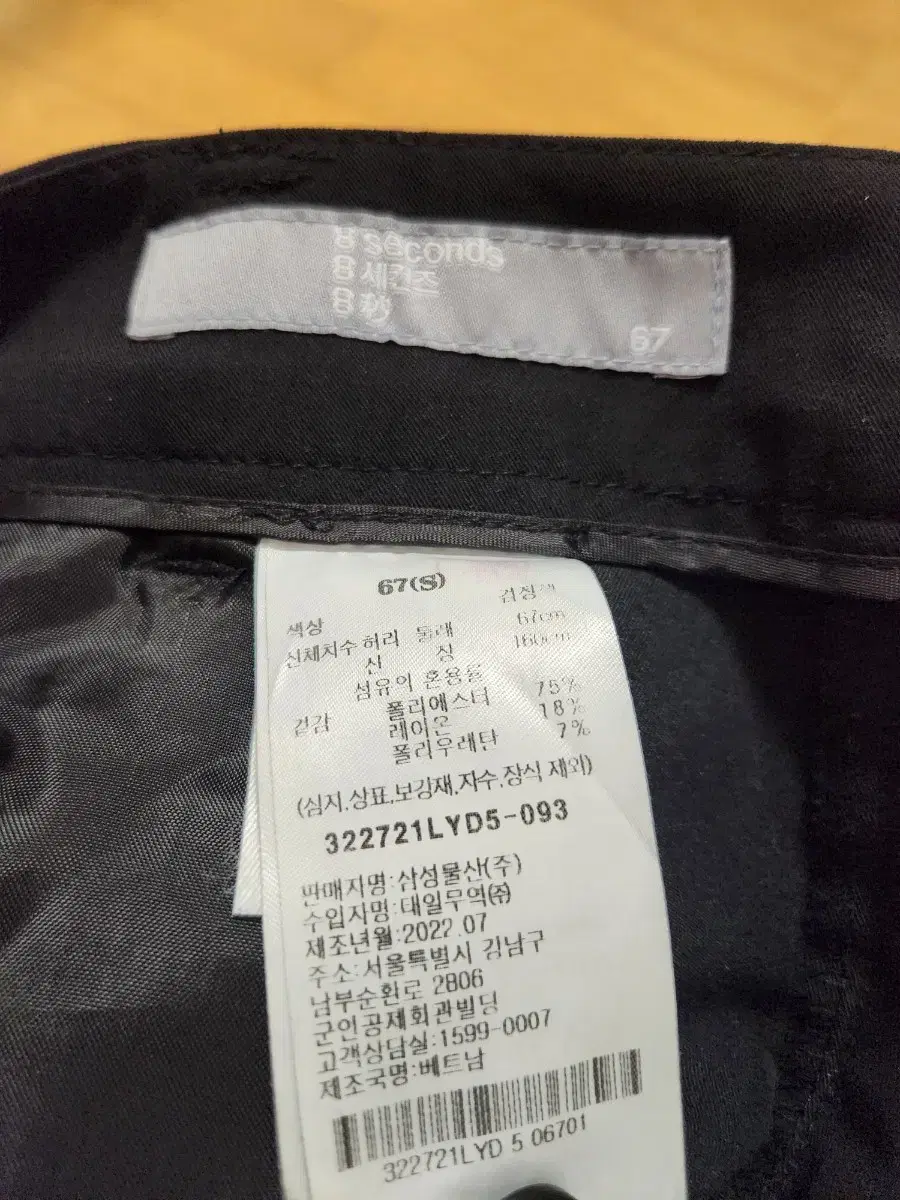 8 seconds
8 세컨즈
8 秒
67
67(S)
색상 검정색
신체치수 허리 둘레 67cm
신 장 160cm
섬유의 혼용률
겉감 폴리에스터 75%
레이온 18%
폴리우레탄 7%
(심지,상표,보강재,자수,장식 제외)
322721LYD5-093
판매자명:삼성물산(주)
수입자명:태일무역㈜
제조년월:2022.07
주소:서울특별시 강남구
남부순환로 2806
군인공제회관빌딩
고객상담실:1599-0007
제조국명:베트남
322721LYD 5 06701